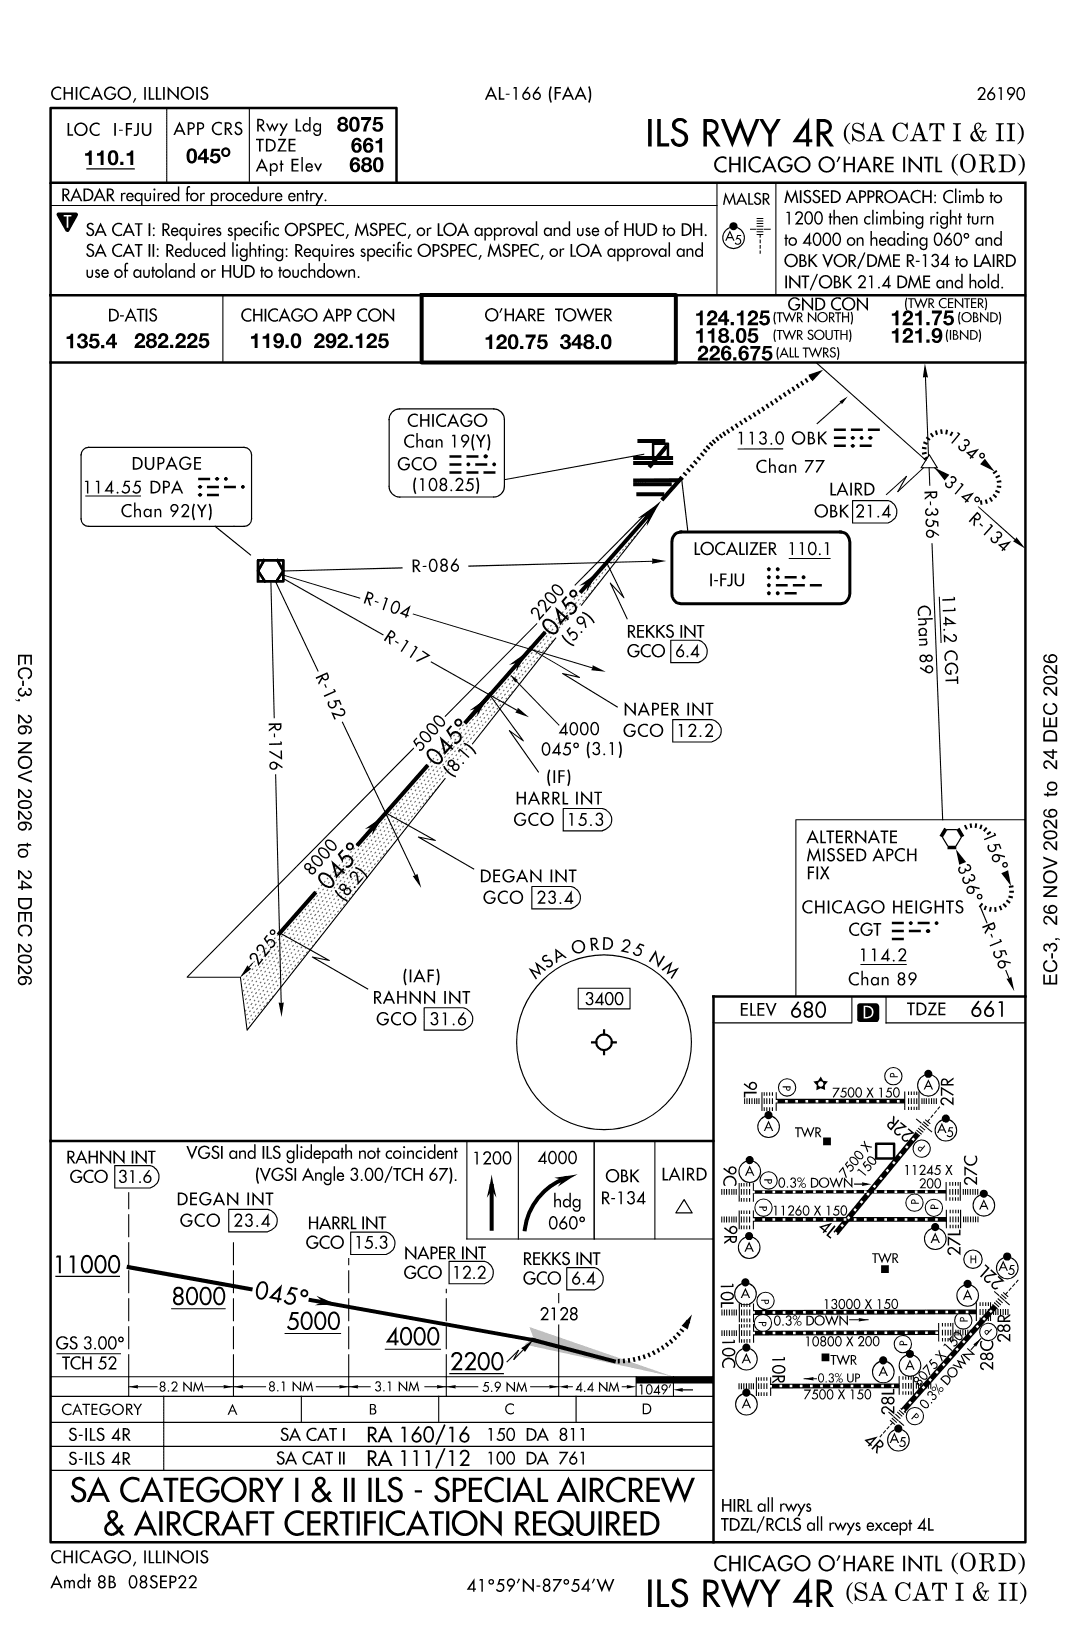 CHICAGO, ILLINOIS
AL-166 (FAA)
26190
LOC I-FJU
110.1
APP CRS
045°
Rwy Ldg 8075
TDZE 661
Apt Elev 680
ILS RWY 4R (SA CAT I & II)
CHICAGO O'HARE INTL (ORD)
RADAR required for procedure entry.
T
SA CAT I: Requires specific OPSPEC, MSPEC, or LOA approval and use of HUD to DH.
SA CAT II: Reduced lighting: Requires specific OPSPEC, MSPEC, or LOA approval and
use of autoland or HUD to touchdown.
MALSR
A5
MISSED APPROACH: Climb to
1200 then climbing right turn
to 4000 on heading 060° and
OBK VOR/DME R-134 to LAIRD
INT/OBK 21.4 DME and hold.
D-ATIS
135.4 282.225
CHICAGO APP CON
119.0 292.125
O'HARE TOWER
120.75 348.0
GND CON
124.125 (TWR NORTH)
118.05 (TWR SOUTH)
226.675 (ALL TWRS)
(TWR CENTER)
121.75 (OBND)
121.9 (IBND)
CHICAGO
Chan 19(Y)
GCO
(108.25)
DUPAGE
114.55 DPA
Chan 92(Y)
113.0 OBK
Chan 77
LAIRD
OBK 21.4
134°
314°
R-134
R-356
114.2 CGT
Chan 89
LOCALIZER 110.1
I-FJU
R-086
R-104
R-117
R-152
R-176
2200
045°
(5.9)
REKKS INT
GCO 6.4
NAPER INT
GCO 12.2
4000
045° (3.1)
5000
045°
(8.1)
(IF)
HARRL INT
GCO 15.3
8000
045°
(8.2)
DEGAN INT
GCO 23.4
225°
(IAF)
RAHNN INT
GCO 31.6
MSA ORD 25 NM
3400
ALTERNATE
MISSED APCH
FIX
CHICAGO HEIGHTS
CGT
114.2
Chan 89
156°
336°
R-156
EC-3, 26 NOV 2026 to 24 DEC 2026
EC-3, 26 NOV 2026 to 24 DEC 2026
ELEV 680
D
TDZE 661
9L
P
7500 X 150
P
A
27R
A
TWR
22R
A5
P
7500 X
150
11245 X
200
27C
9C
A
P
0.3% DOWN
P
P
A
9R
P
11260 X 150
4L
A
A
27L
TWR
H
22L
A5
10L
A
P
13000 X 150
A
28R
P
0.3% DOWN
P
P
10C
A
10800 X 200
P
28C
TWR
A
A
10R
0.3% UP
7500 X 150
A
28L
8075 X 150
0.3% DOWN
P
4R
A5
HIRL all rwys
TDZL/RCLS all rwys except 4L
VGSI and ILS glidepath not coincident
(VGSI Angle 3.00/TCH 67).
1200
4000
hdg
060°
OBK
R-134
LAIRD
RAHNN INT
GCO 31.6
DEGAN INT
GCO 23.4
HARRL INT
GCO 15.3
NAPER INT
GCO 12.2
REKKS INT
GCO 6.4
11000
8000
045°
5000
4000
2200
2128
GS 3.00°
TCH 52
8.2 NM
8.1 NM
3.1 NM
5.9 NM
4.4 NM
1049'
CATEGORY A B C D
S-ILS 4R SA CAT I RA 160/16 150 DA 811
S-ILS 4R SA CAT II RA 111/12 100 DA 761
SA CATEGORY I & II ILS - SPECIAL AIRCREW
& AIRCRAFT CERTIFICATION REQUIRED
CHICAGO, ILLINOIS
Amdt 8B 08SEP22
41°59'N-87°54'W
CHICAGO O'HARE INTL (ORD)
ILS RWY 4R (SA CAT I & II)